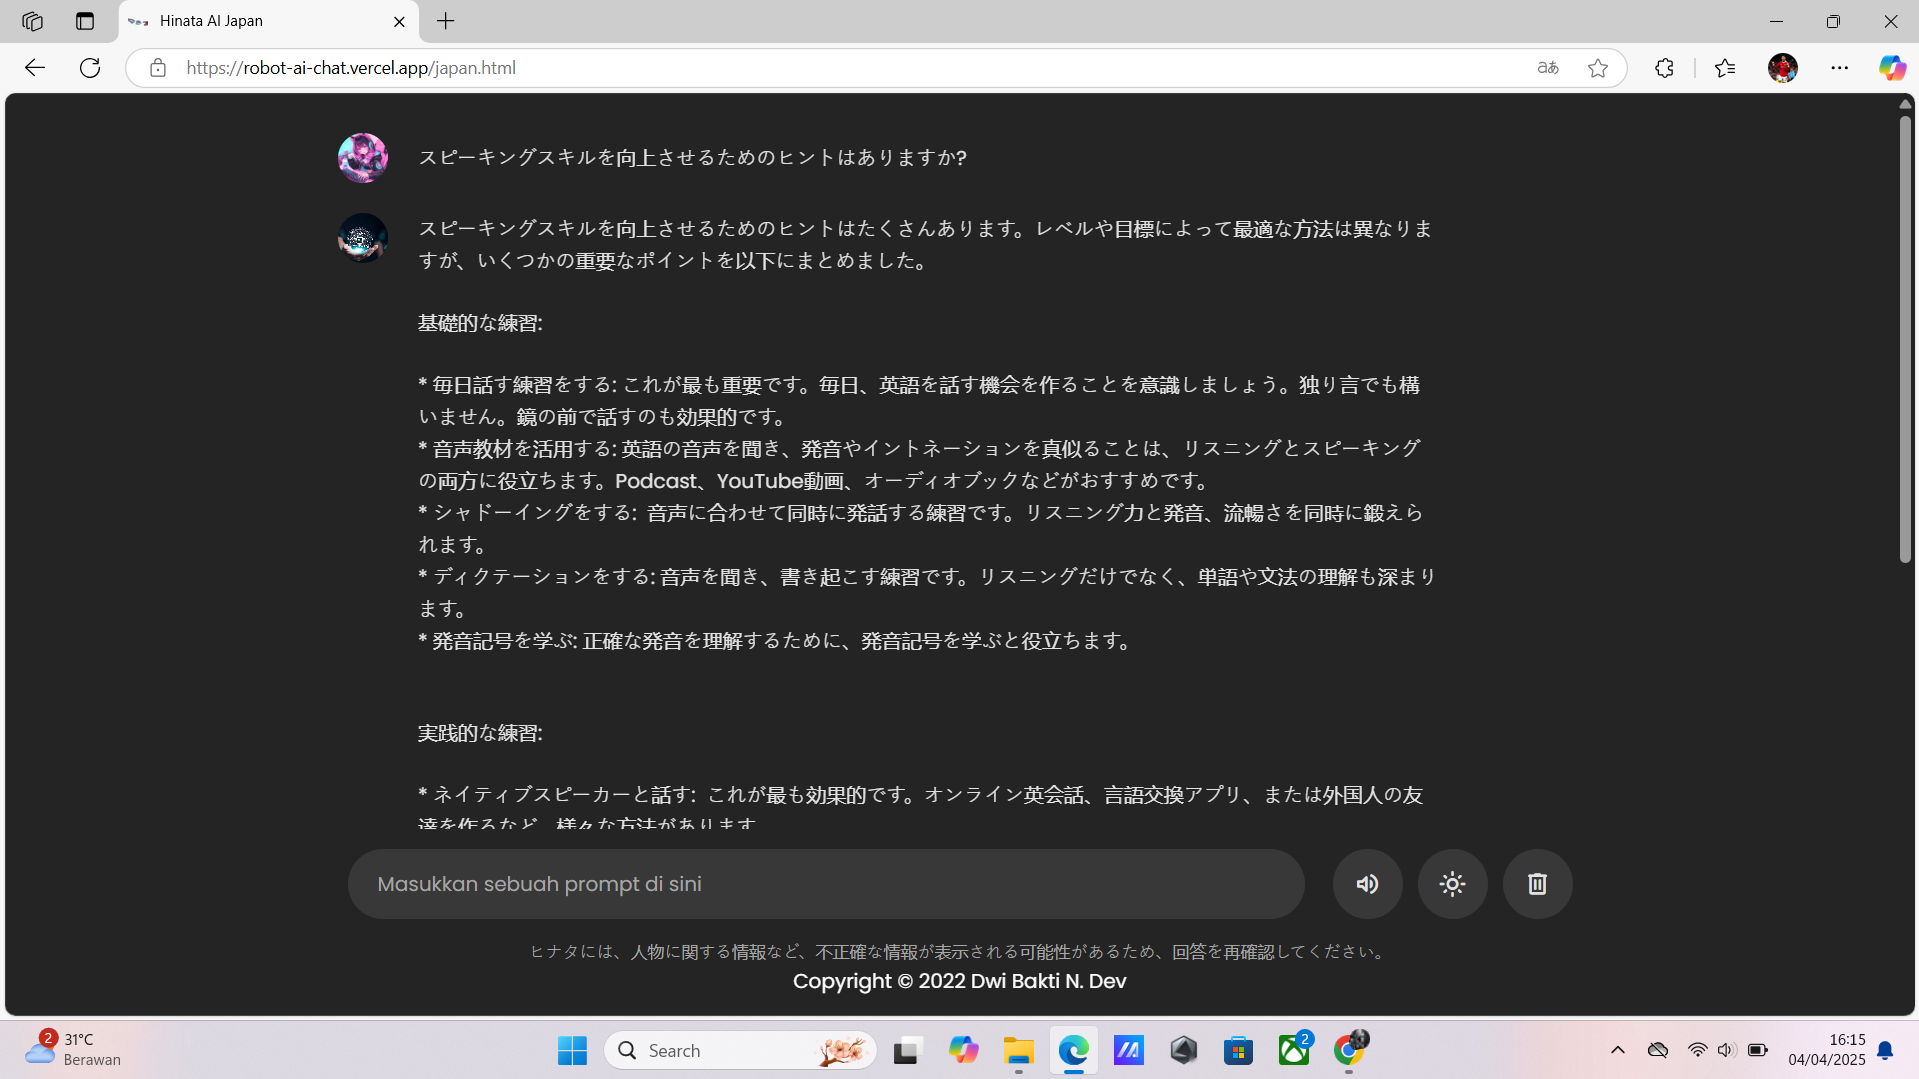 Hinata AI Japan
https://robot-ai-chat.vercel.app/japan.html
スピーキングスキルを向上させるためのヒントはありますか?
スピーキングスキルを向上させるためのヒントはたくさんあります。レベルや目標によって最適な方法は異なりま
すが、いくつかの重要なポイントを以下にまとめました。
基礎的な練習:
* 毎日話す練習をする: これが最も重要です。毎日、英語を話す機会を作ることを意識しましょう。独り言でも構
いません。鏡の前で話すのも効果的です。
* 音声教材を活用する: 英語の音声を聞き、発音やイントネーションを真似ることは、リスニングとスピーキング
の両方に役立ちます。Podcast、YouTube動画、オーディオブックなどがおすすめです。
* シャドーイングをする: 音声に合わせて同時に発話する練習です。リスニング力と発音、流暢さを同時に鍛えら
れます。
* ディクテーションをする: 音声を聞き、書き起こす練習です。リスニングだけでなく、単語や文法の理解も深まり
ます。
* 発音記号を学ぶ: 正確な発音を理解するために、発音記号を学ぶと役立ちます。
実践的な練習:
* ネイティブスピーカーと話す: これが最も効果的です。オンライン英会話、言語交換アプリ、または外国人の友
達を作るなど、様々な方法があります
Masukkan sebuah prompt di sini
ヒナタには、人物に関する情報など、不正確な情報が表示される可能性があるため、回答を再確認してください。
Copyright © 2022 Dwi Bakti N. Dev
2
31°C
Berawan
Search
2
16:15
04/04/2025